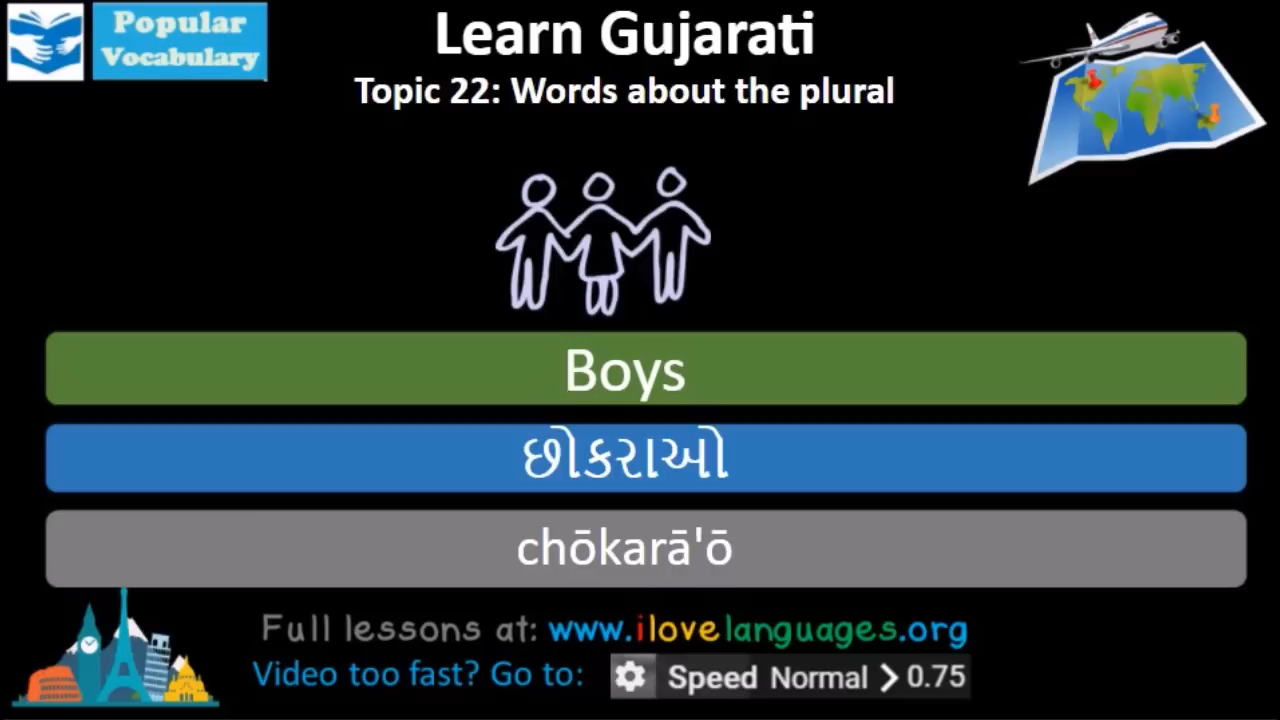 Popular
Vocabulary
Learn Gujarati
Topic 22: Words about the plural
Boys
છોકરાઓ
chōkarā'ō
Full lessons at: www.ilovelanguages.org
Video too fast? Go to: Speed Normal > 0.75